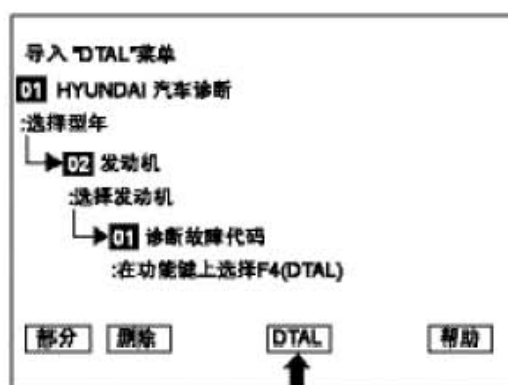 导入"DTAL"菜单
01 HYUNDAI 汽车诊断
:选择型年
02 发动机
:选择发动机
01 诊断故障代码
:在功能键上选择F4(DTAL)
部分 删除 DTAL 帮助